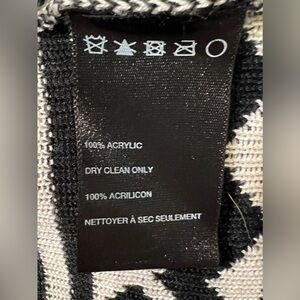 100% ACRYLIC
DRY CLEAN ONLY
100% ACRILICON
NETTOYER À SEC SEULEMENT